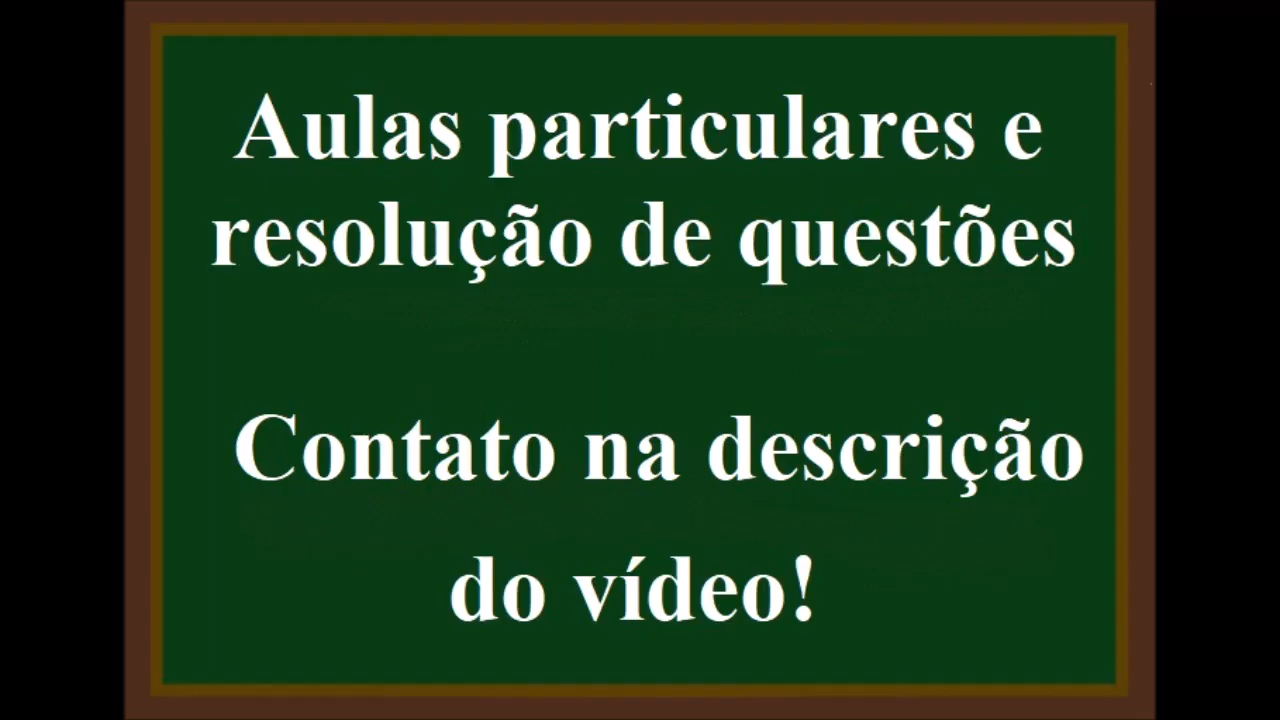 Aulas particulares e
resolução de questões
Contato na descrição
do vídeo!